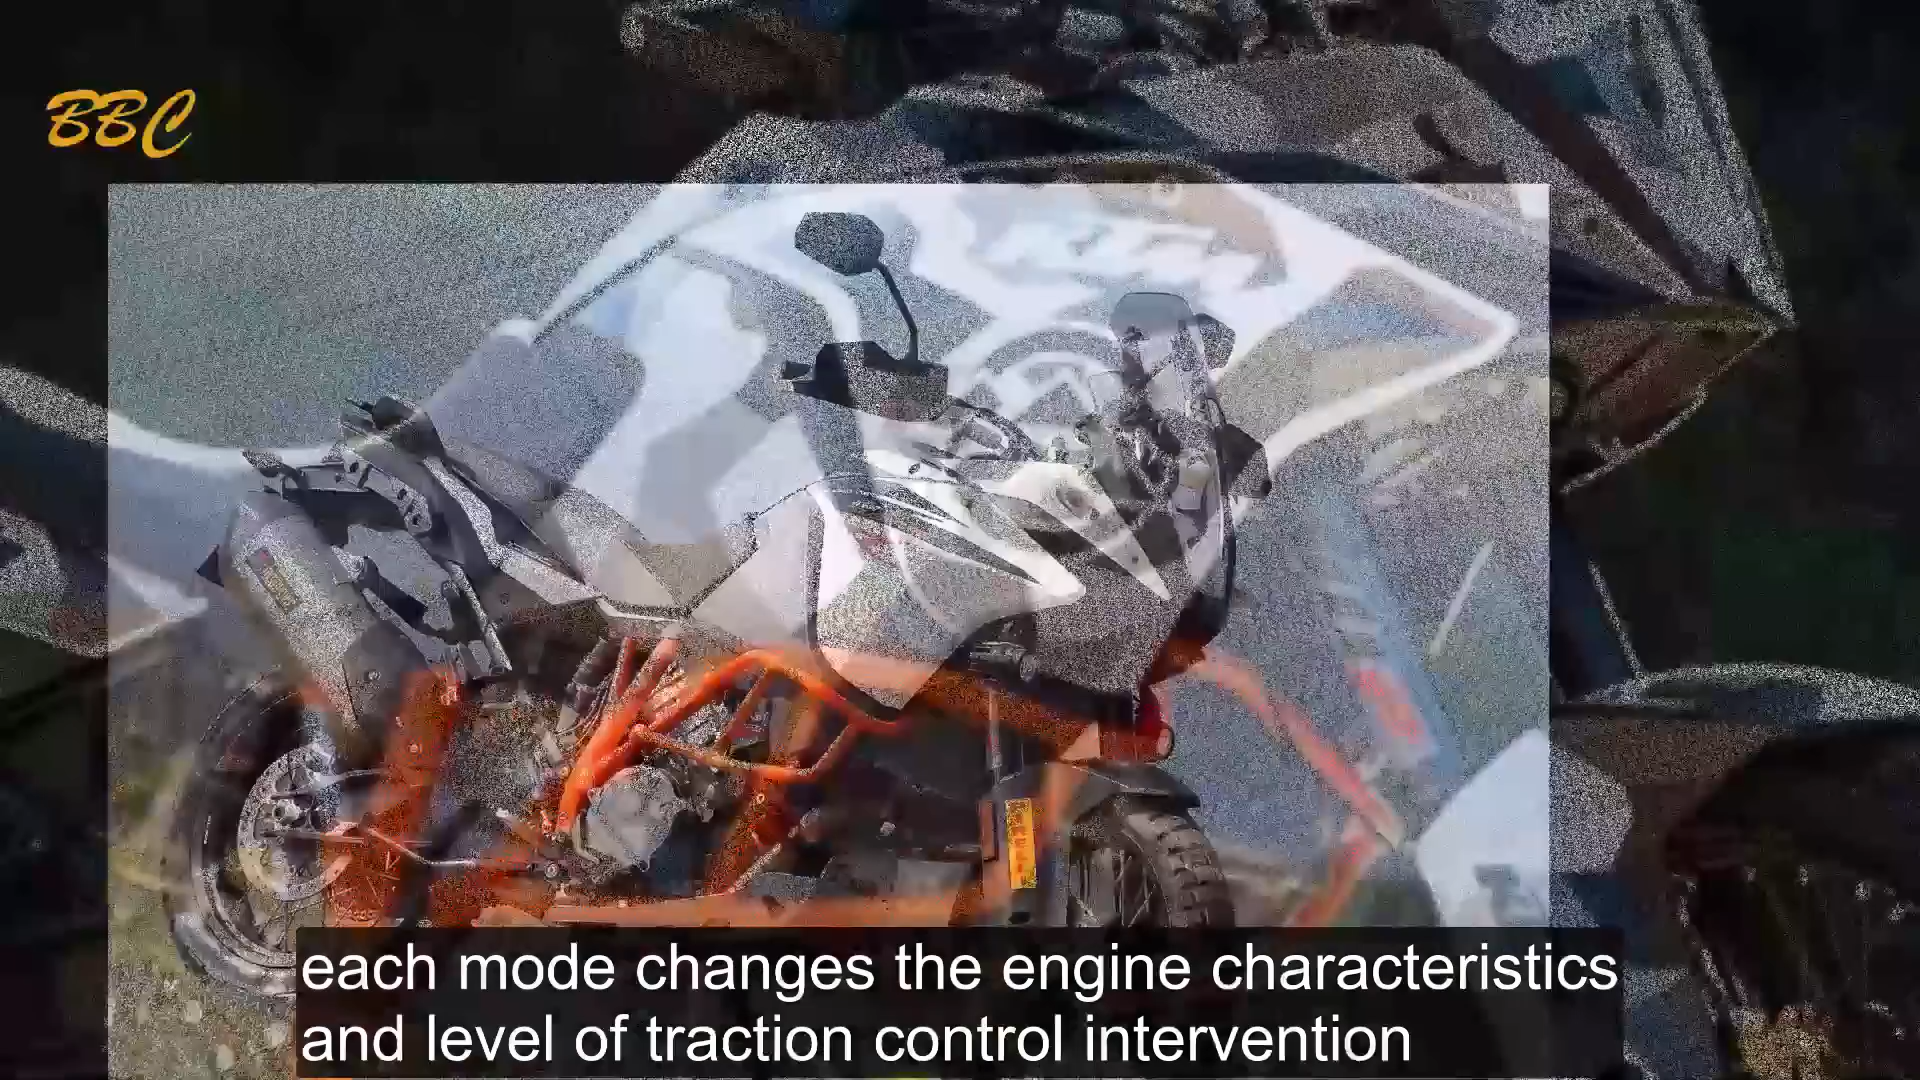 BBC
each mode changes the engine characteristics
and level of traction control intervention